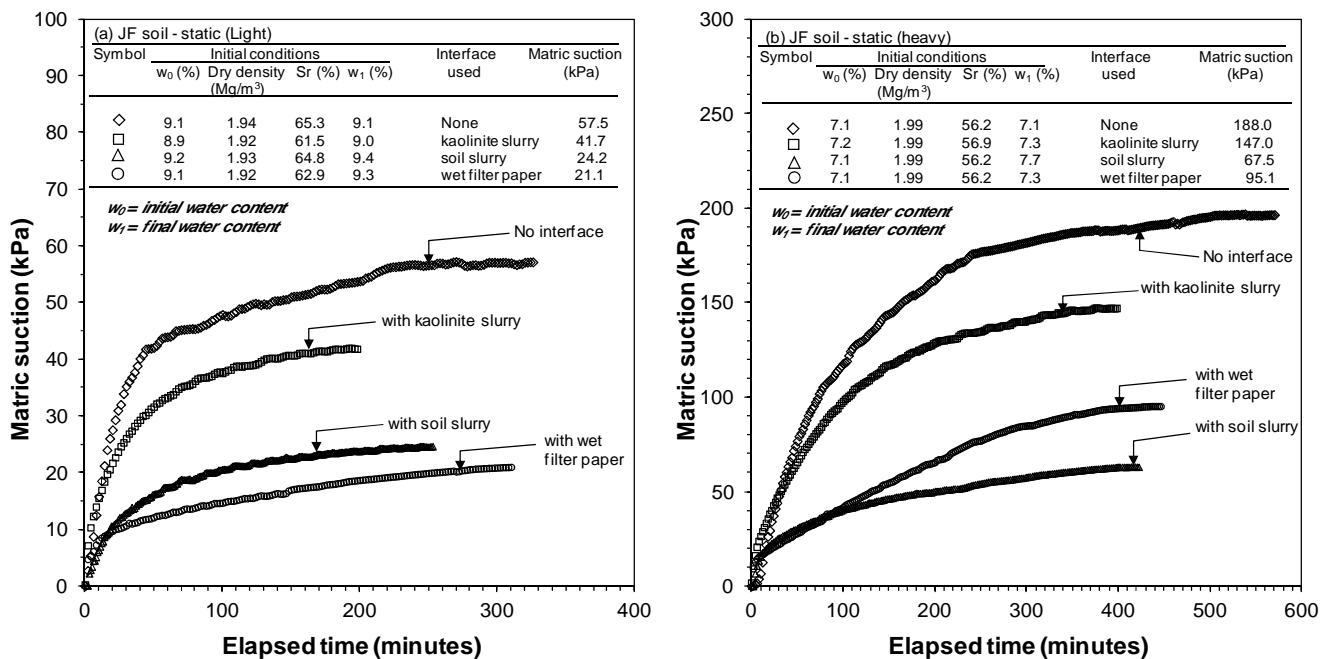 (a) JF soil - static (Light)
Symbol Initial conditions Interface used Matric suction (kPa)
w0 (%) Dry density (Mg/m3) Sr (%) w1 (%)
9.1 1.94 65.3 9.1 None 57.5
8.9 1.92 61.5 9.0 kaolinite slurry 41.7
9.2 1.93 64.8 9.4 soil slurry 24.2
9.1 1.92 62.9 9.3 wet filter paper 21.1
w0 = initial water content
w1 = final water content
No interface
with kaolinite slurry
with soil slurry
with wet
filter paper
Matric suction (kPa)
100
90
80
70
60
50
40
30
20
10
0
0 100 200 300 400
Elapsed time (minutes)
(b) JF soil - static (heavy)
Symbol Initial conditions Interface used Matric suction (kPa)
w0 (%) Dry density (Mg/m3) Sr (%) w1 (%)
7.1 1.99 56.2 7.1 None 188.0
7.2 1.99 56.9 7.3 kaolinite slurry 147.0
7.1 1.99 56.2 7.7 soil slurry 67.5
7.1 1.99 56.2 7.3 wet filter paper 95.1
w0 = initial water content
w1 = final water content
No interface
with kaolinite slurry
with wet
filter paper
with soil slurry
Matric suction (kPa)
300
250
200
150
100
50
0
0 100 200 300 400 500 600
Elapsed time (minutes)